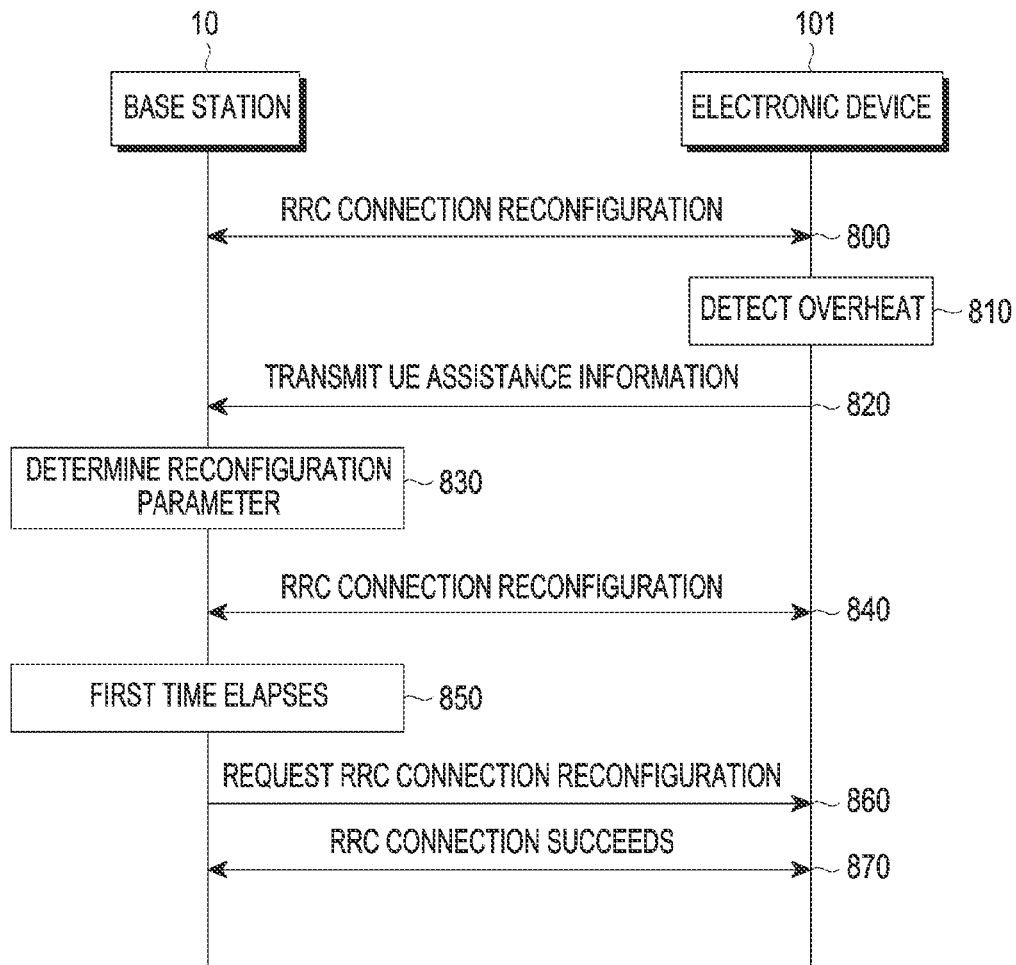 10
101
BASE STATION
ELECTRONIC DEVICE
RRC CONNECTION RECONFIGURATION
800
DETECT OVERHEAT
810
TRANSMIT UE ASSISTANCE INFORMATION
820
DETERMINE RECONFIGURATION
PARAMETER
830
RRC CONNECTION RECONFIGURATION
840
FIRST TIME ELAPSES
850
REQUEST RRC CONNECTION RECONFIGURATION
860
RRC CONNECTION SUCCEEDS
870